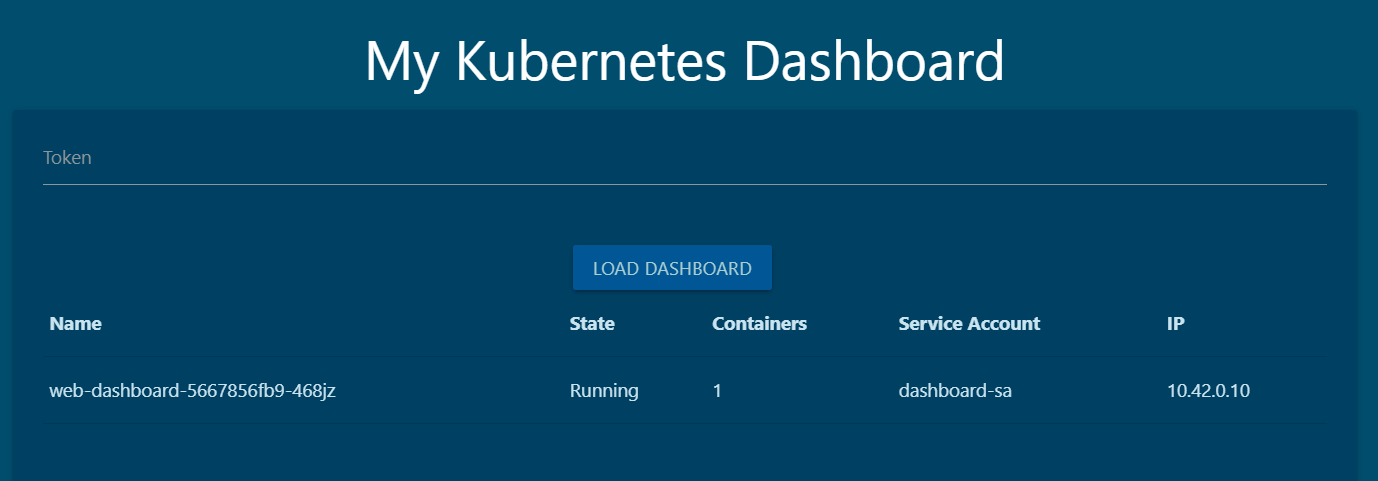 My Kubernetes Dashboard
Token
LOAD DASHBOARD
Name State Containers Service Account IP
web-dashboard-5667856fb9-468jz Running 1 dashboard-sa 10.42.0.10